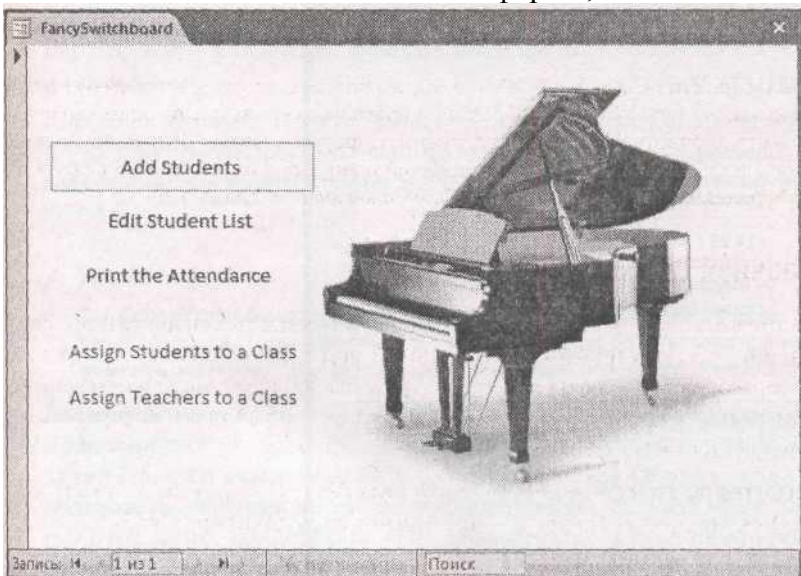 FancySwitchboard
Add Students
Edit Student List
Print the Attendance
Assign Students to a Class
Assign Teachers to a Class
Записи: 1 из 1 Поиск